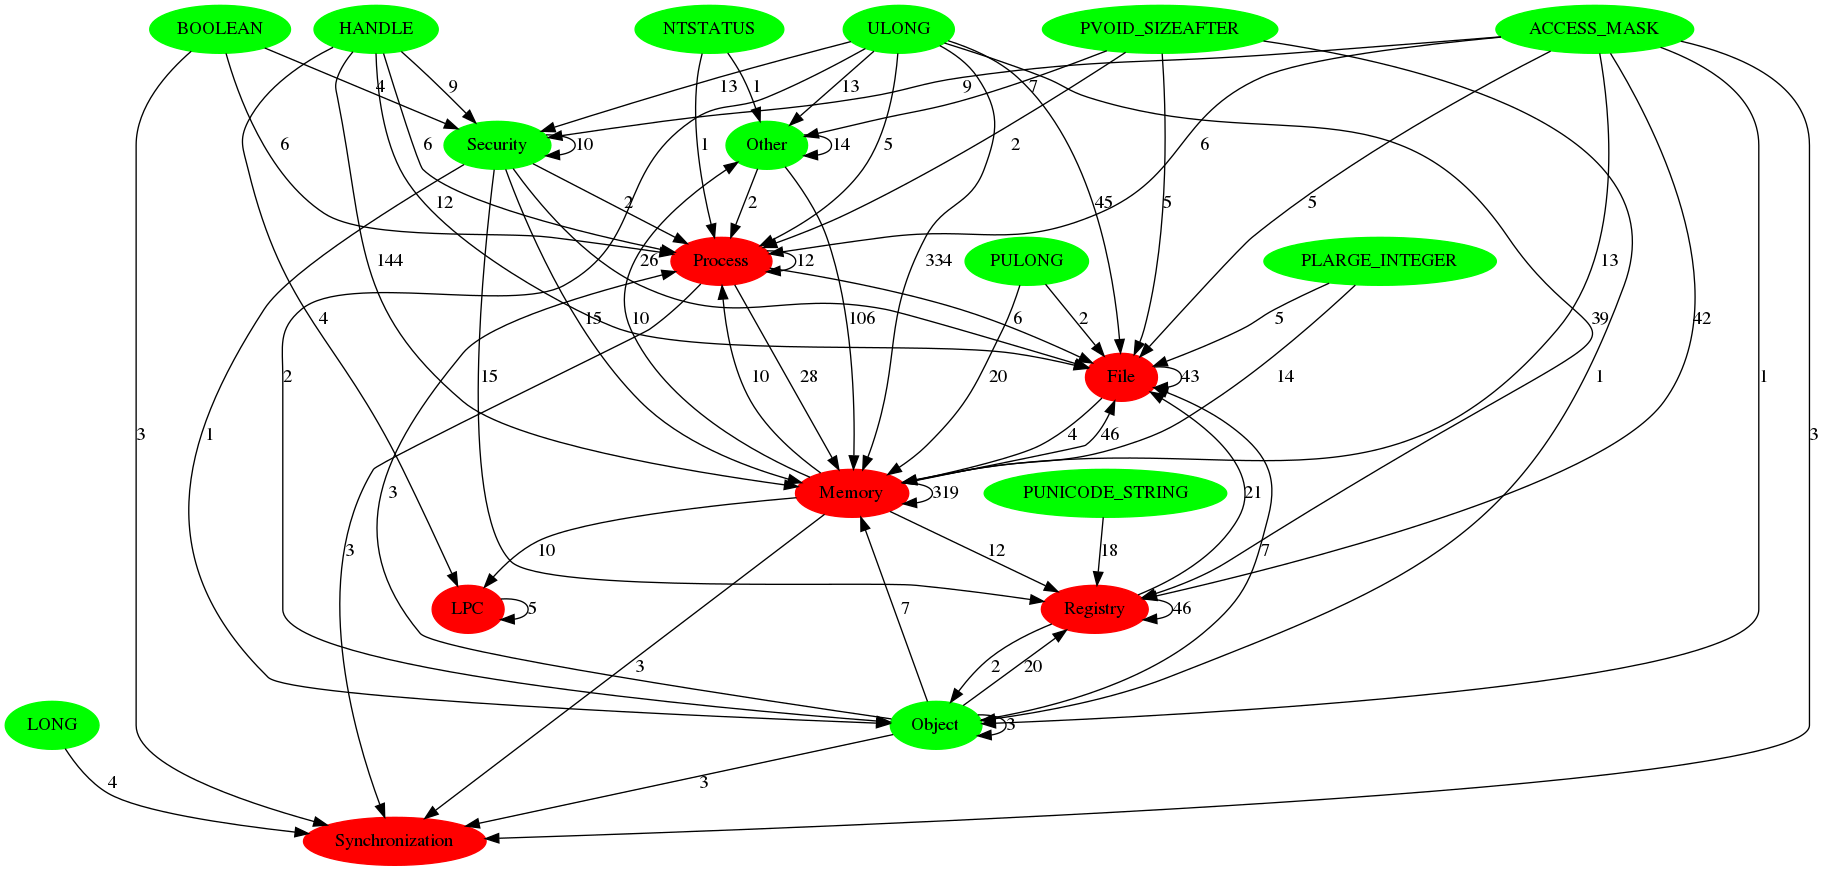 BOOLEAN HANDLE NTSTATUS ULONG PVOID_SIZEAFTER ACCESS_MASK
4 9 13 1 13 9 7
Security 10 Other 14
6 6 1 5 2 6
12 2 2 45 5 5
144 26 Process 12 334 PULONG PLARGE_INTEGER 13
4 15 10 106 6 2 5 39 42
2 15 10 28 20 File 43 14 1 1
3 1 4 46 3
3 Memory 319 PUNICODE_STRING 21
3 10 12 18 7
LPC 5 7 Registry 46
3 2 20
LONG Object 3
4 3
Synchronization